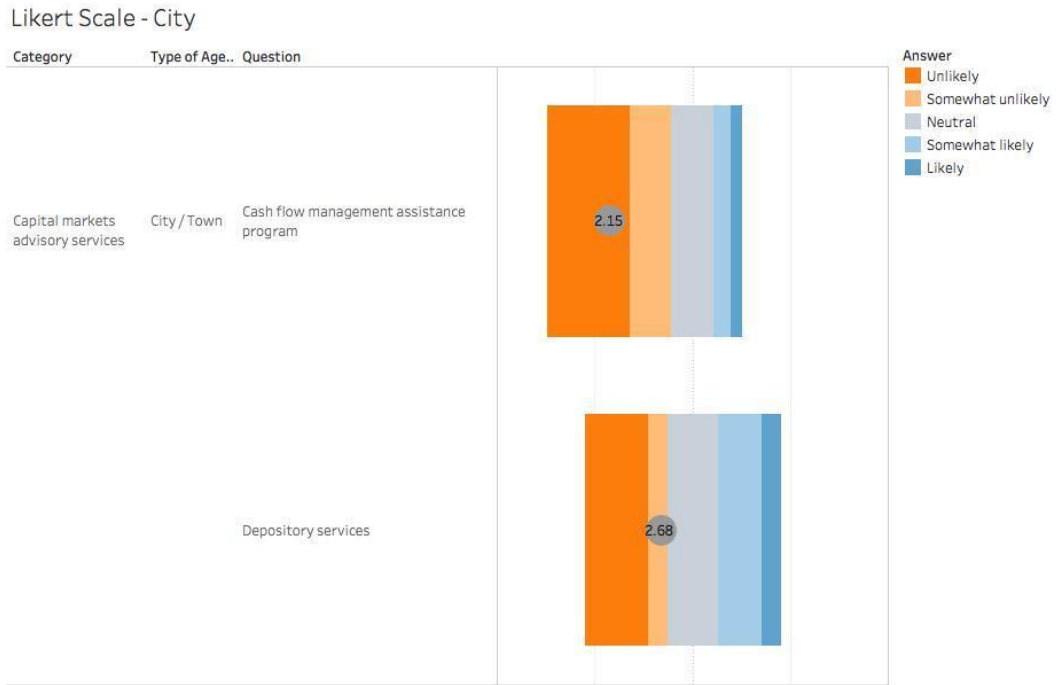 Likert Scale - City
Category Type of Age.. Question
Answer
Unlikely
Somewhat unlikely
Neutral
Somewhat likely
Likely
Capital markets
advisory services
City / Town
Cash flow management assistance
program
2.15
Depository services
2.68